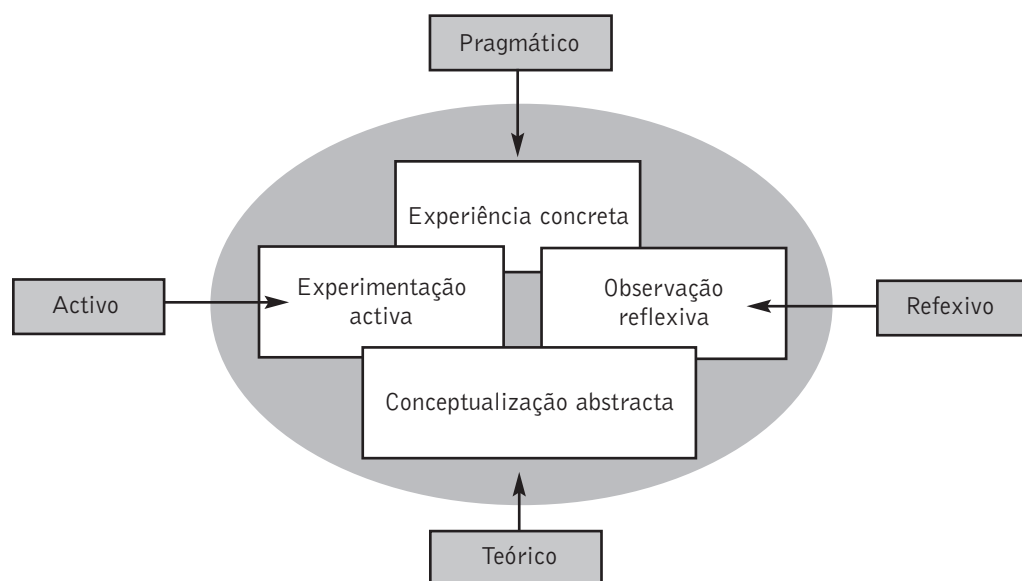 Pragmático
Experiência concreta
Experimentação
activa
Observação
reflexiva
Activo
Refexivo
Conceptualização abstracta
Teórico